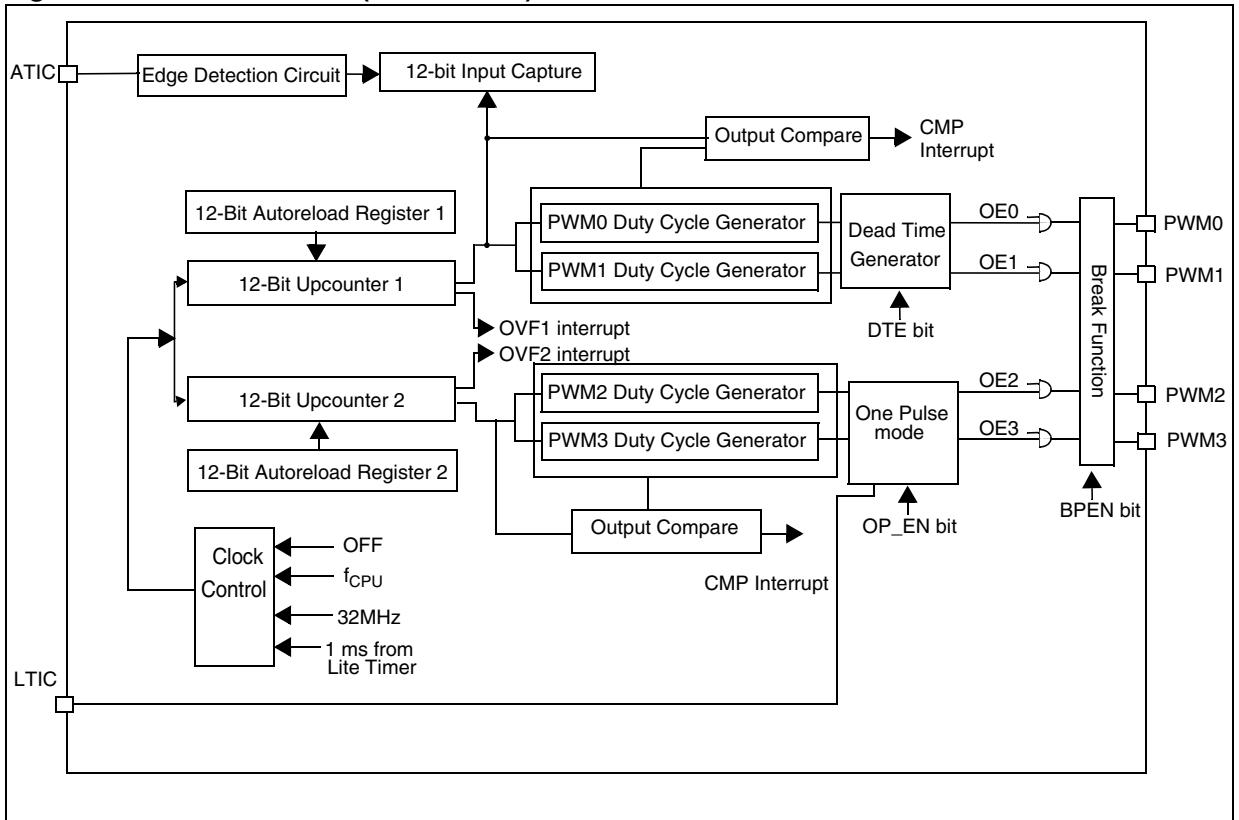 ATIC
Edge Detection Circuit
12-bit Input Capture
Output Compare
CMP
Interrupt
12-Bit Autoreload Register 1
PWM0 Duty Cycle Generator
PWM1 Duty Cycle Generator
Dead Time
Generator
OE0
OE1
PWM0
PWM1
12-Bit Upcounter 1
OVF1 interrupt
OVF2 interrupt
DTE bit
Break Function
12-Bit Upcounter 2
PWM2 Duty Cycle Generator
PWM3 Duty Cycle Generator
One Pulse
mode
OE2
OE3
PWM2
PWM3
12-Bit Autoreload Register 2
Output Compare
OP_EN bit
BPEN bit
CMP Interrupt
Clock
Control
OFF
fCPU
32MHz
1 ms from
Lite Timer
LTIC